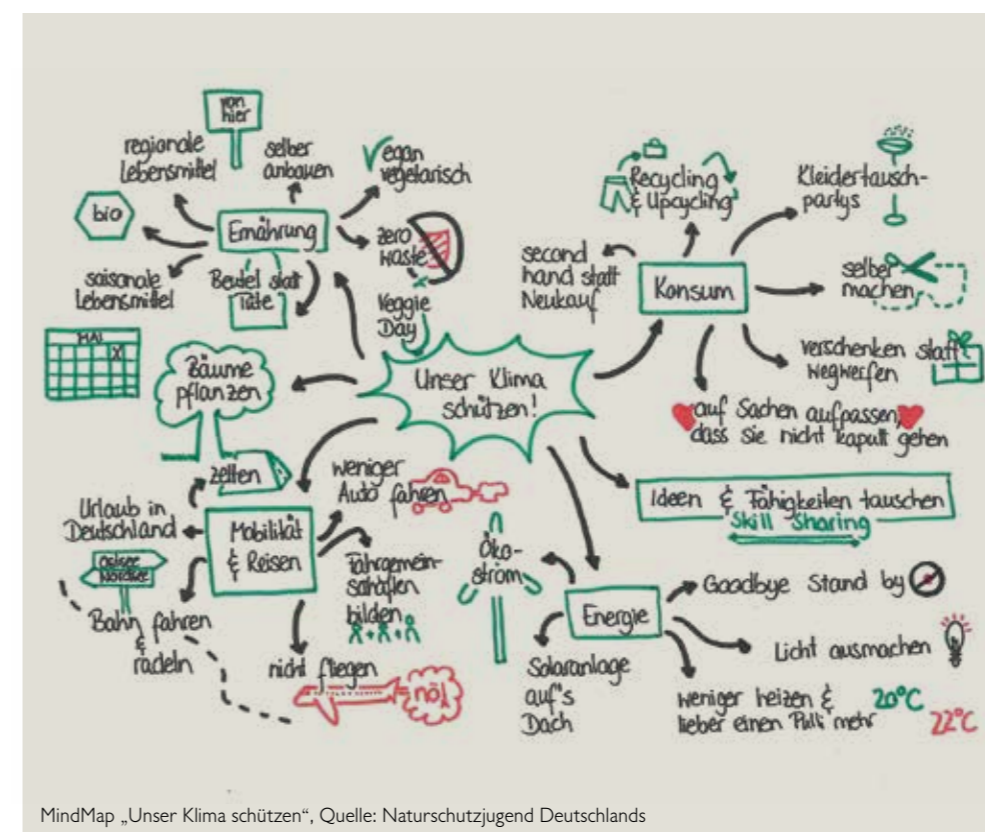 von
hier
regionale
Lebensmittel
selber
anbauen
Vegan
vegetarisch
bio
Ernährung
zero
waste
saisonale
Lebensmittel
Beutel statt
Tüte
Veggie
Day
MAI
X
Bäume
pflanzen
Unser Klima
schützen!
Recycling
& Upcycling
Kleidertausch-
partys
second
hand statt
Neukauf
Konsum
selber
machen
verschenken statt
wegwerfen
auf Sachen aufpassen,
dass sie nicht kaputt gehen
Ideen & Fähigkeiten tauschen
Skill Sharing
zelten
weniger
Auto fahren
Urlaub in
Deutschland
Mobilität
& Reisen
Ostsee
Nordsee
Fahrgemein-
schaften
bilden
Bahn fahren
&
radeln
nicht fliegen
nö!
Öko-
strom
Energie
Goodbye Stand by
Licht ausmachen
Solaranlage
auf's
Dach
weniger heizen &
lieber einen Pulli mehr
20°C
22°C
MindMap „Unser Klima schützen“, Quelle: Naturschutzjugend Deutschlands